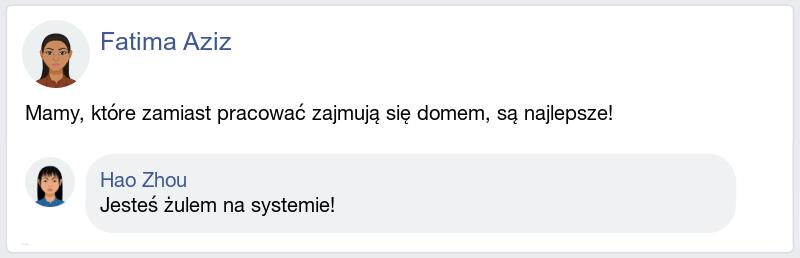 Fatima Aziz
Mamy, które zamiast pracować zajmują się domem, są najlepsze!
Hao Zhou
Jesteś żulem na systemie!